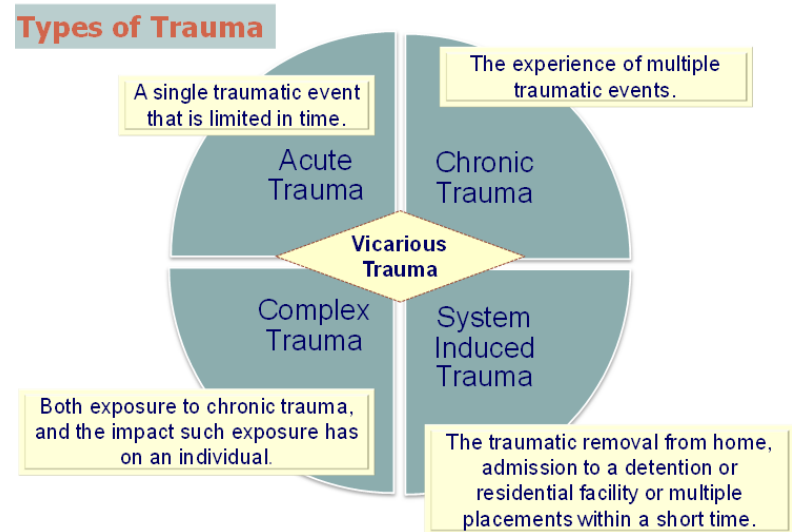 Types of Trauma
A single traumatic event
that is limited in time.
The experience of multiple
traumatic events.
Acute
Trauma
Chronic
Trauma
Vicarious
Trauma
Complex
Trauma
System
Induced
Trauma
Both exposure to chronic trauma,
and the impact such exposure has
on an individual.
The traumatic removal from home,
admission to a detention or
residential facility or multiple
placements within a short time.